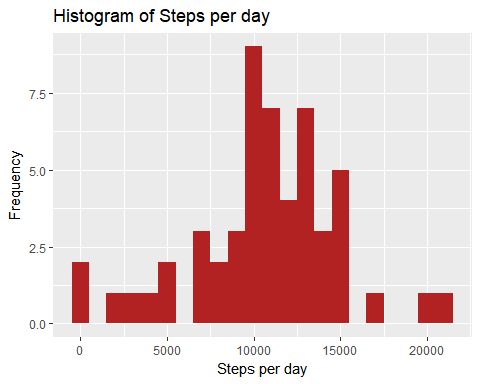 Histogram of Steps per day
7.5
5.0
2.5
0.0
Frequency
0 5000 10000 15000 20000
Steps per day